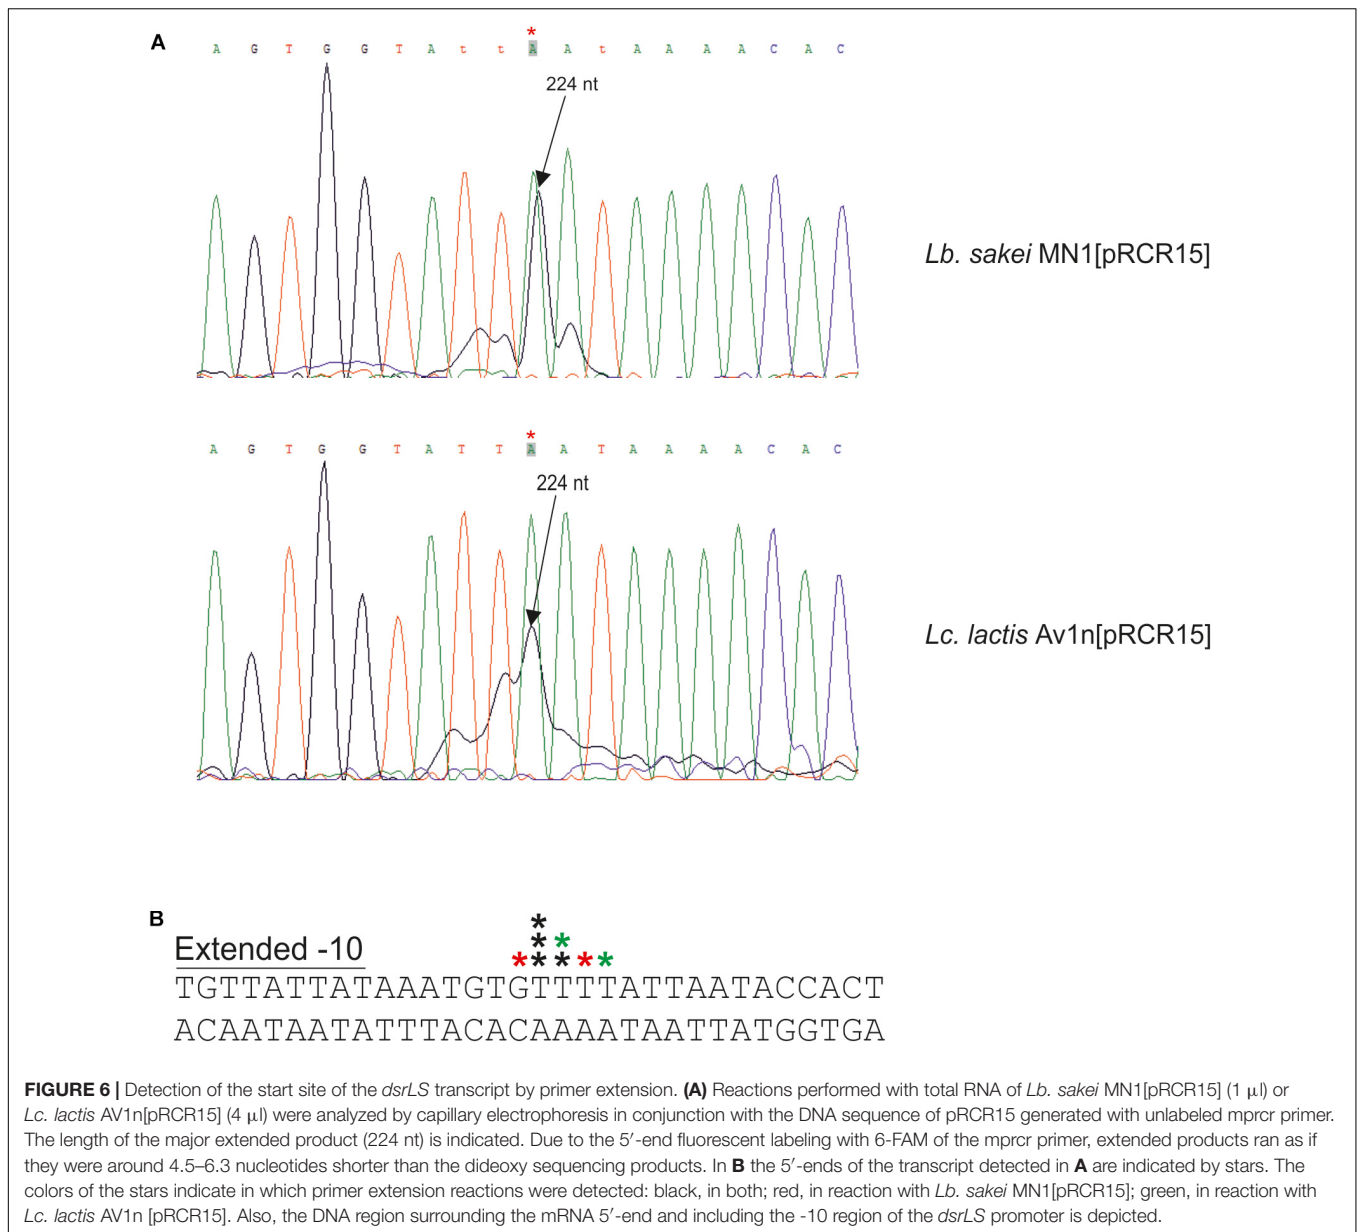 A
*
A G T G G T A t t A A t A A A A C A C
224 nt
Lb. sakei MN1[pRCR15]
*
A G T G G T A T T A A T A A A A C A C
224 nt
Lc. lactis Av1n[pRCR15]
B
*
* *
* * * * *
Extended -10
TGTTATTATAAATGTGTTTTATTAATACCACT
ACAATAATATTTACACAAAATAATTATGGTGA
FIGURE 6 | Detection of the start site of the dsrLS transcript by primer extension. (A) Reactions performed with total RNA of Lb. sakei MN1[pRCR15] (1 μl) or
Lc. lactis AV1n[pRCR15] (4 μl) were analyzed by capillary electrophoresis in conjunction with the DNA sequence of pRCR15 generated with unlabeled mprcr primer.
The length of the major extended product (224 nt) is indicated. Due to the 5′-end fluorescent labeling with 6-FAM of the mprcr primer, extended products ran as if
they were around 4.5–6.3 nucleotides shorter than the dideoxy sequencing products. In B the 5′-ends of the transcript detected in A are indicated by stars. The
colors of the stars indicate in which primer extension reactions were detected: black, in both; red, in reaction with Lb. sakei MN1[pRCR15]; green, in reaction with
Lc. lactis AV1n [pRCR15]. Also, the DNA region surrounding the mRNA 5′-end and including the -10 region of the dsrLS promoter is depicted.